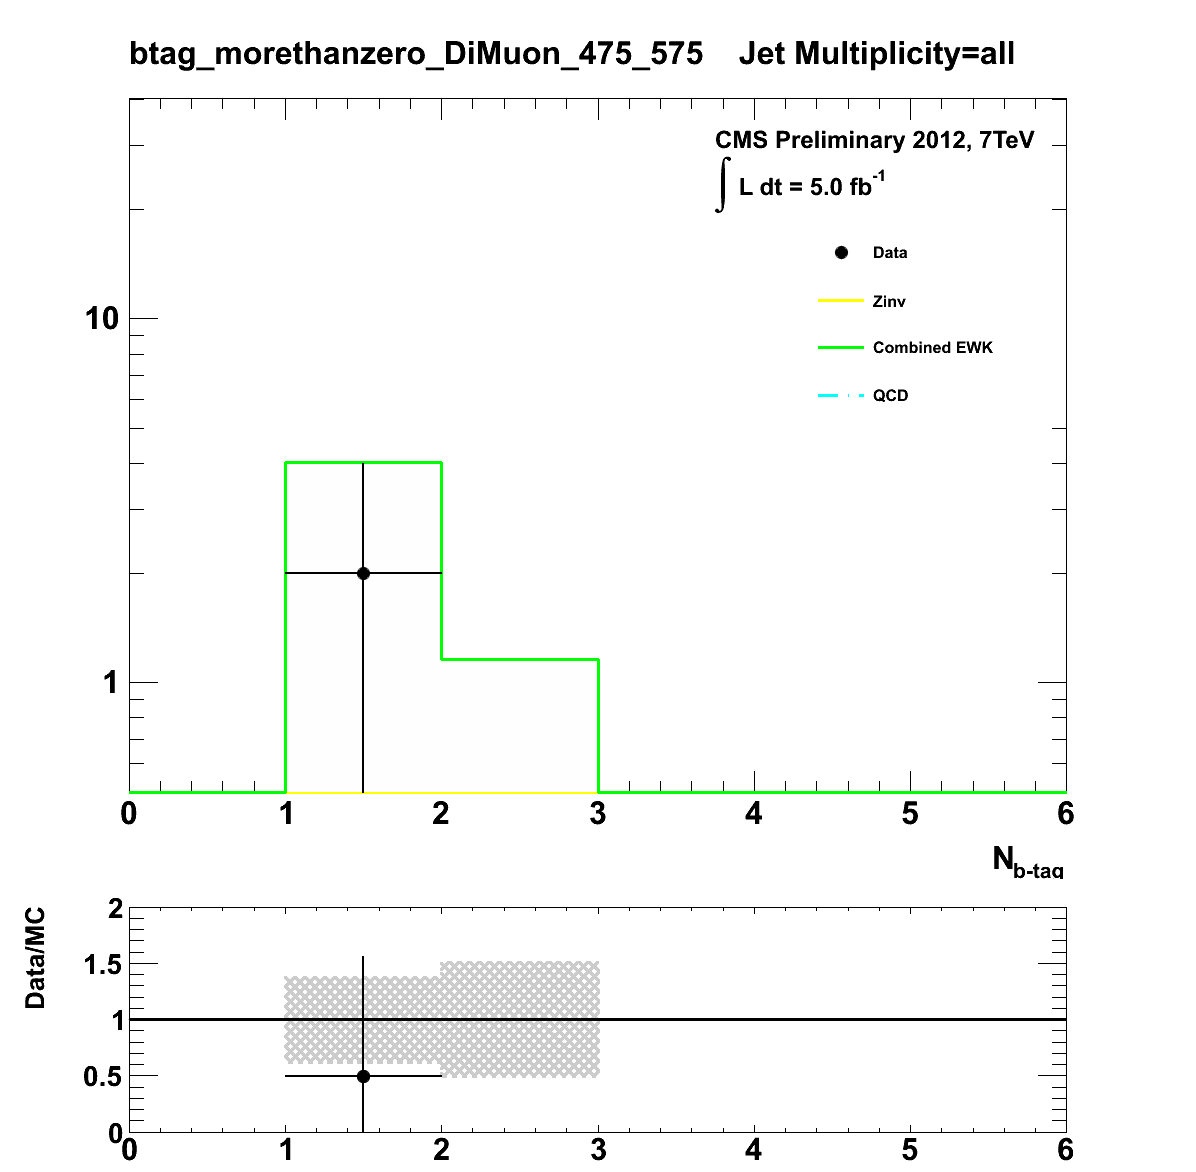 btag_morethanzero_DiMuon_475_575 Jet Multiplicity=all
CMS Preliminary 2012, 7TeV
∫ L dt = 5.0 fb-1
Data
Zinv
Combined EWK
QCD
10
1
0 1 2 3 4 5 6
Nb-tag
Data/MC
2
1.5
1
0.5
0
0 1 2 3 4 5 6